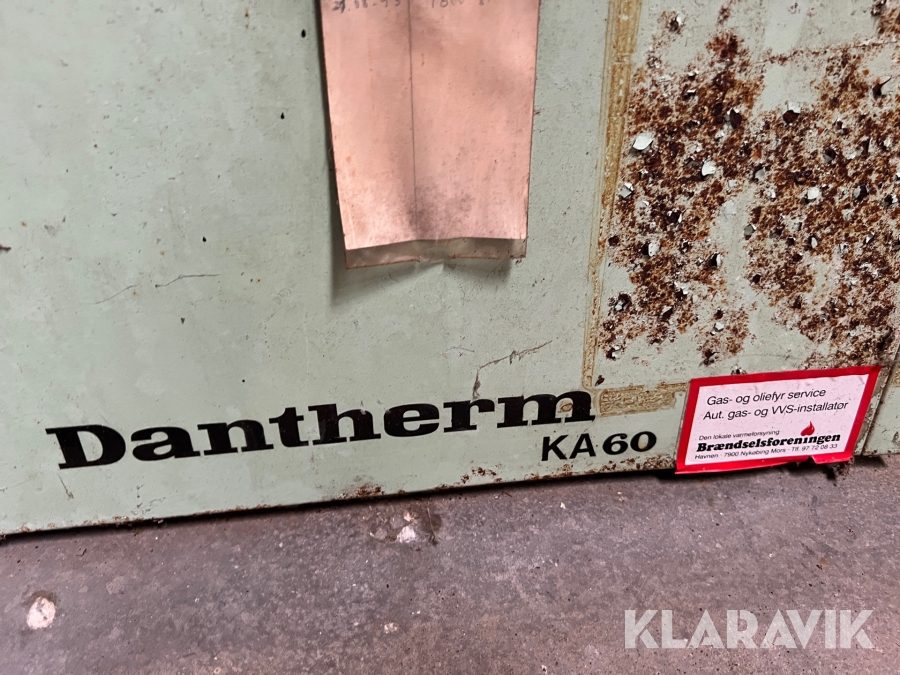 Dantherm
KA 60
Gas- og oliefyr service
Aut. gas- og VVS-installatør
Den lokale varmeforsyning
Brændselsforeningen
Havnen · 7900 Nykøbing Mors · Tlf. 97 72 08 33
KLARAVIK